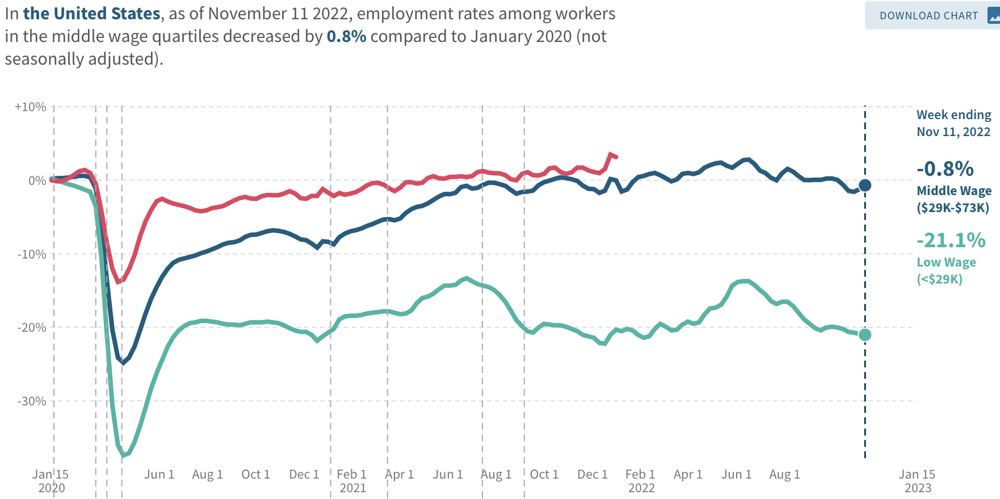 In the United States, as of November 11 2022, employment rates among workers
in the middle wage quartiles decreased by 0.8% compared to January 2020 (not
seasonally adjusted).
DOWNLOAD CHART
+10%
0%
-10%
-20%
-30%
Week ending
Nov 11, 2022
-0.8%
Middle Wage
($29K-$73K)
-21.1%
Low Wage
(<$29K)
Jan 15 Jun 1 Aug 1 Oct 1 Dec 1 Feb 1 Apr 1 Jun 1 Aug 1 Oct 1 Dec 1 Feb 1 Apr 1 Jun 1 Aug 1 Jan 15
2020 2021 2022 2023